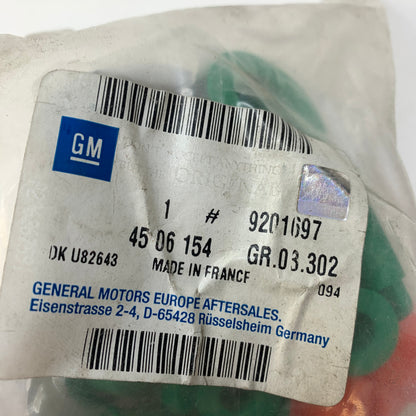 GM
ORIGINAL
1 # 9201697
45 06 154 GR.03.302
DK U82643 MADE IN FRANCE 094
GENERAL MOTORS EUROPE AFTERSALES.
Eisenstrasse 2-4, D-65428 Rüsselsheim Germany